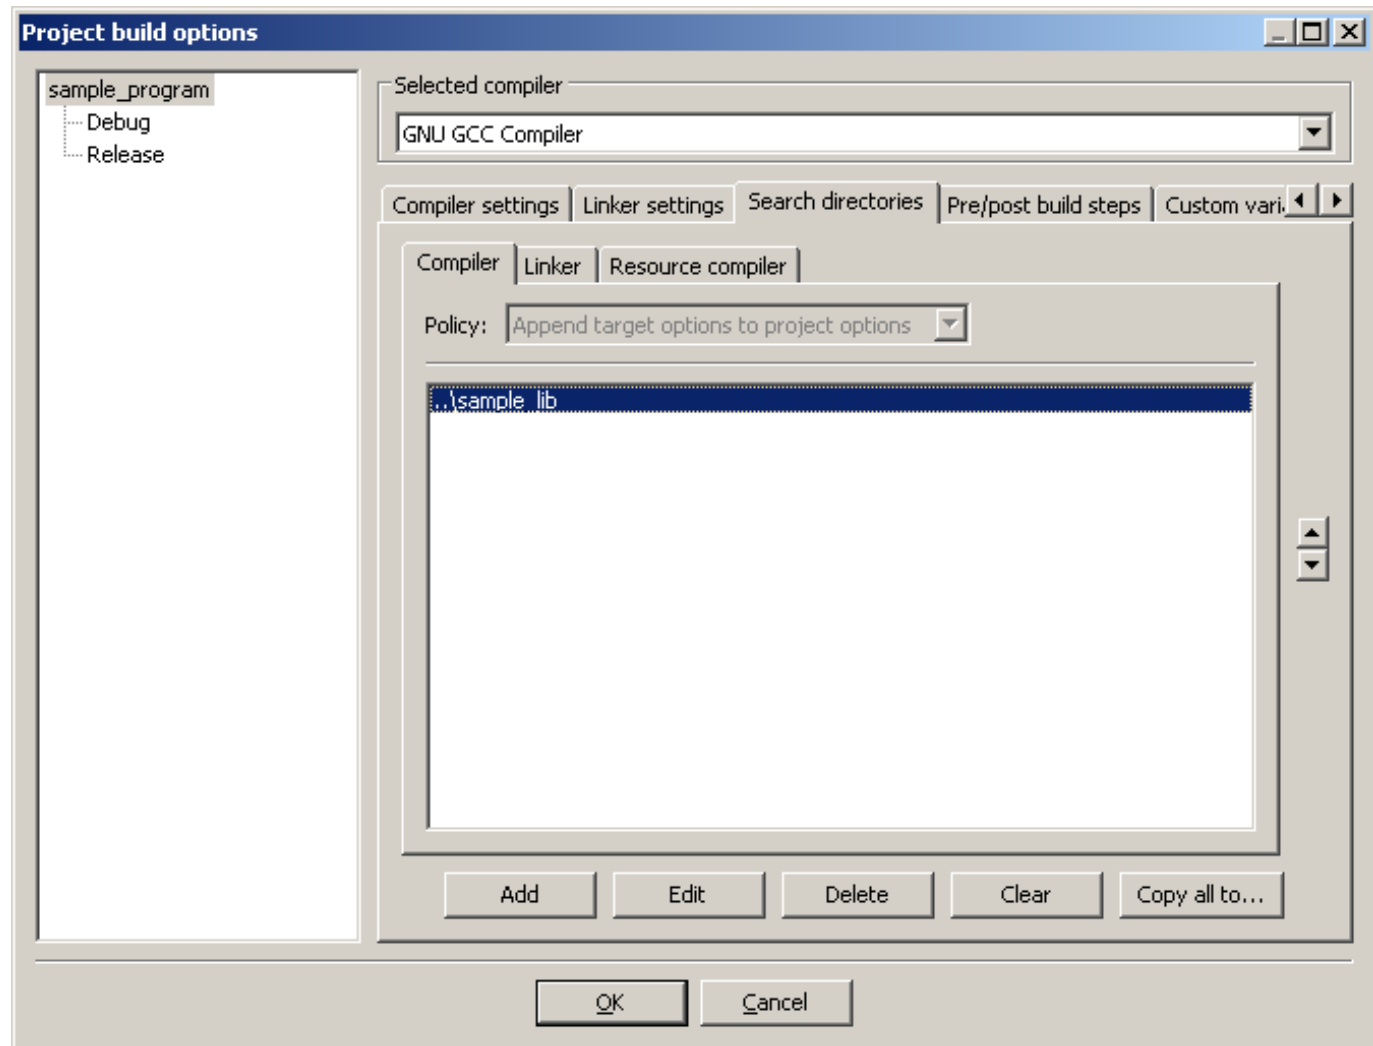 Project build options
sample_program
Debug
Release
Selected compiler
GNU GCC Compiler
Compiler settings Linker settings Search directories Pre/post build steps Custom vari
Compiler Linker Resource compiler
Policy: Append target options to project options
..\sample_lib
Add Edit Delete Clear Copy all to...
OK Cancel